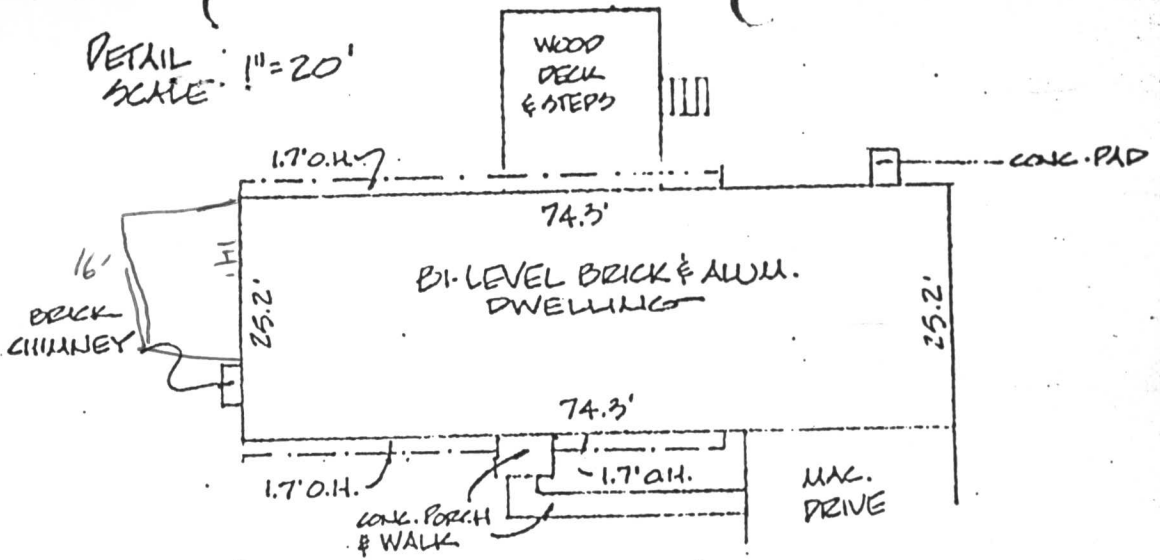 DETAIL
SCALE: 1"=20'
WOOD
DECK
& STEPS
1.7' O.H.
CONC. PAD
74.3'
16'
25.2'
BI-LEVEL BRICK & ALUM.
DWELLING
25.2'
BRICK
CHIMNEY
74.3'
1.7' O.H.
1.7' O.H.
CONC. PORCH
& WALK
MAC.
DRIVE